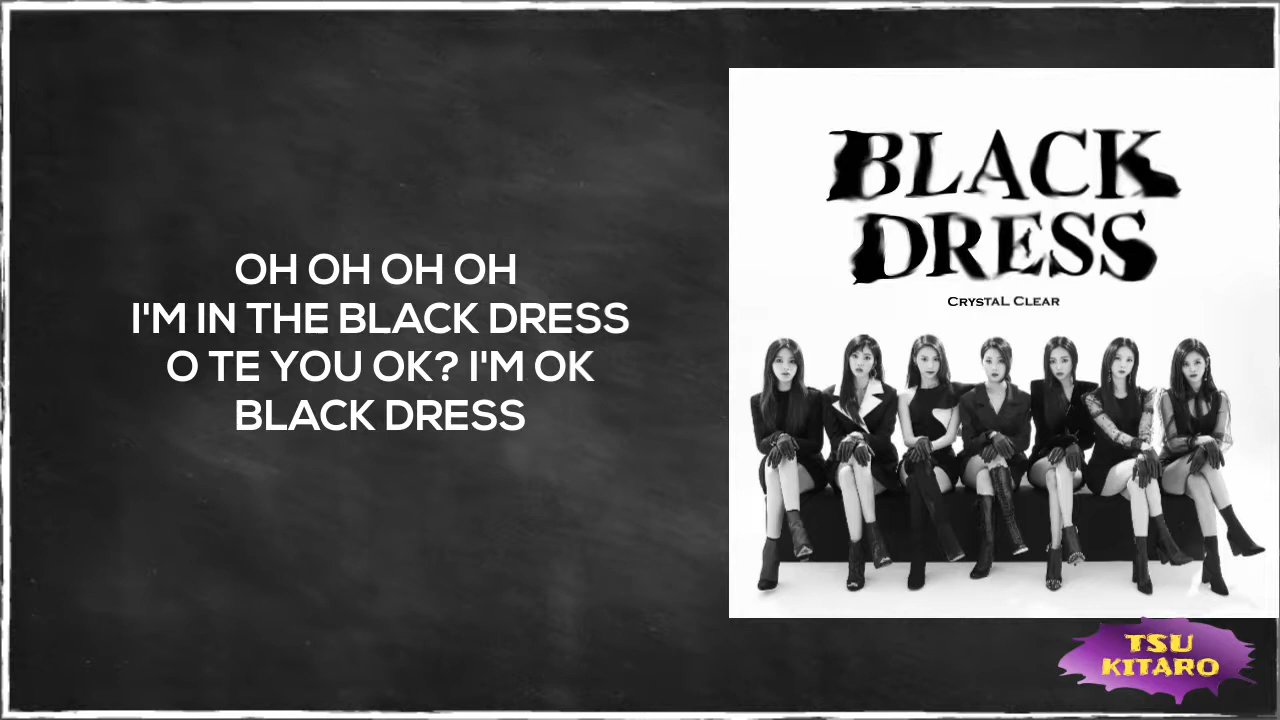 OH OH OH OH
I'M IN THE BLACK DRESS
O TE YOU OK? I'M OK
BLACK DRESS
BLACK
DRESS
CRYSTAL CLEAR
TSU
KITARO